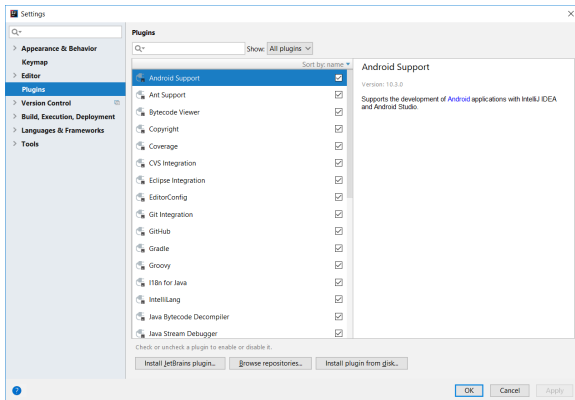 Settings
Plugins
Appearance & Behavior
Keymap
Editor
Plugins
Version Control
Build, Execution, Deployment
Languages & Frameworks
Tools
Show: All plugins
Sort by: name
Android Support
Ant Support
Bytecode Viewer
Copyright
Coverage
CVS Integration
Eclipse Integration
EditorConfig
Git Integration
GitHub
Gradle
Groovy
I18n for Java
IntelliLang
Java Bytecode Decompiler
Java Stream Debugger
Check or uncheck a plugin to enable or disable it.
Install JetBrains plugin...
Browse repositories...
Install plugin from disk...
Android Support
Version: 10.3.0
Supports the development of Android applications with IntelliJ IDEA
and Android Studio.
?
OK
Cancel
Apply